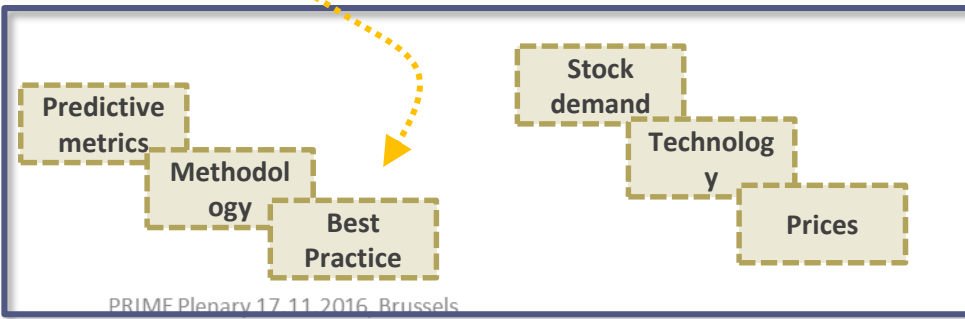 Predictive
metrics
Methodol
ogy
Best
Practice
Stock
demand
Technolog
y
Prices
PRIME Plenary 17.11.2016, Brussels